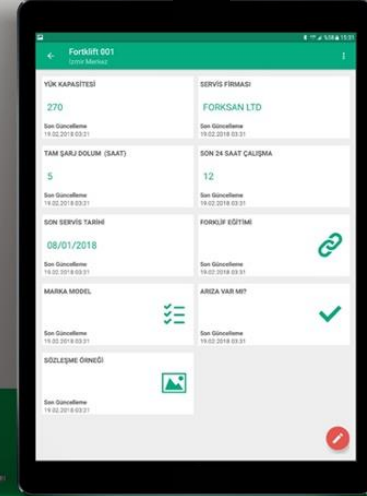 %58 15:31
Fortklift 001
İzmir Merkez
YÜK KAPASİTESİ
270
Son Güncelleme
19.02.2018 03:31
SERVİS FİRMASI
FORKSAN LTD
Son Güncelleme
19.02.2018 03:31
TAM ŞARJ DOLUM (SAAT)
5
Son Güncelleme
19.02.2018 03:31
SON 24 SAAT ÇALIŞMA
12
Son Güncelleme
19.02.2018 03:31
SON SERVİS TARİHİ
08/01/2018
Son Güncelleme
19.02.2018 03:31
FORKLİF EĞİTİMİ
Son Güncelleme
19.02.2018 03:31
MARKA MODEL
Son Güncelleme
19.02.2018 03:31
ARIZA VAR MI?
Son Güncelleme
19.02.2018 03:31
SÖZLEŞME ÖRNEĞİ
Son Güncelleme
19.02.2018 03:31